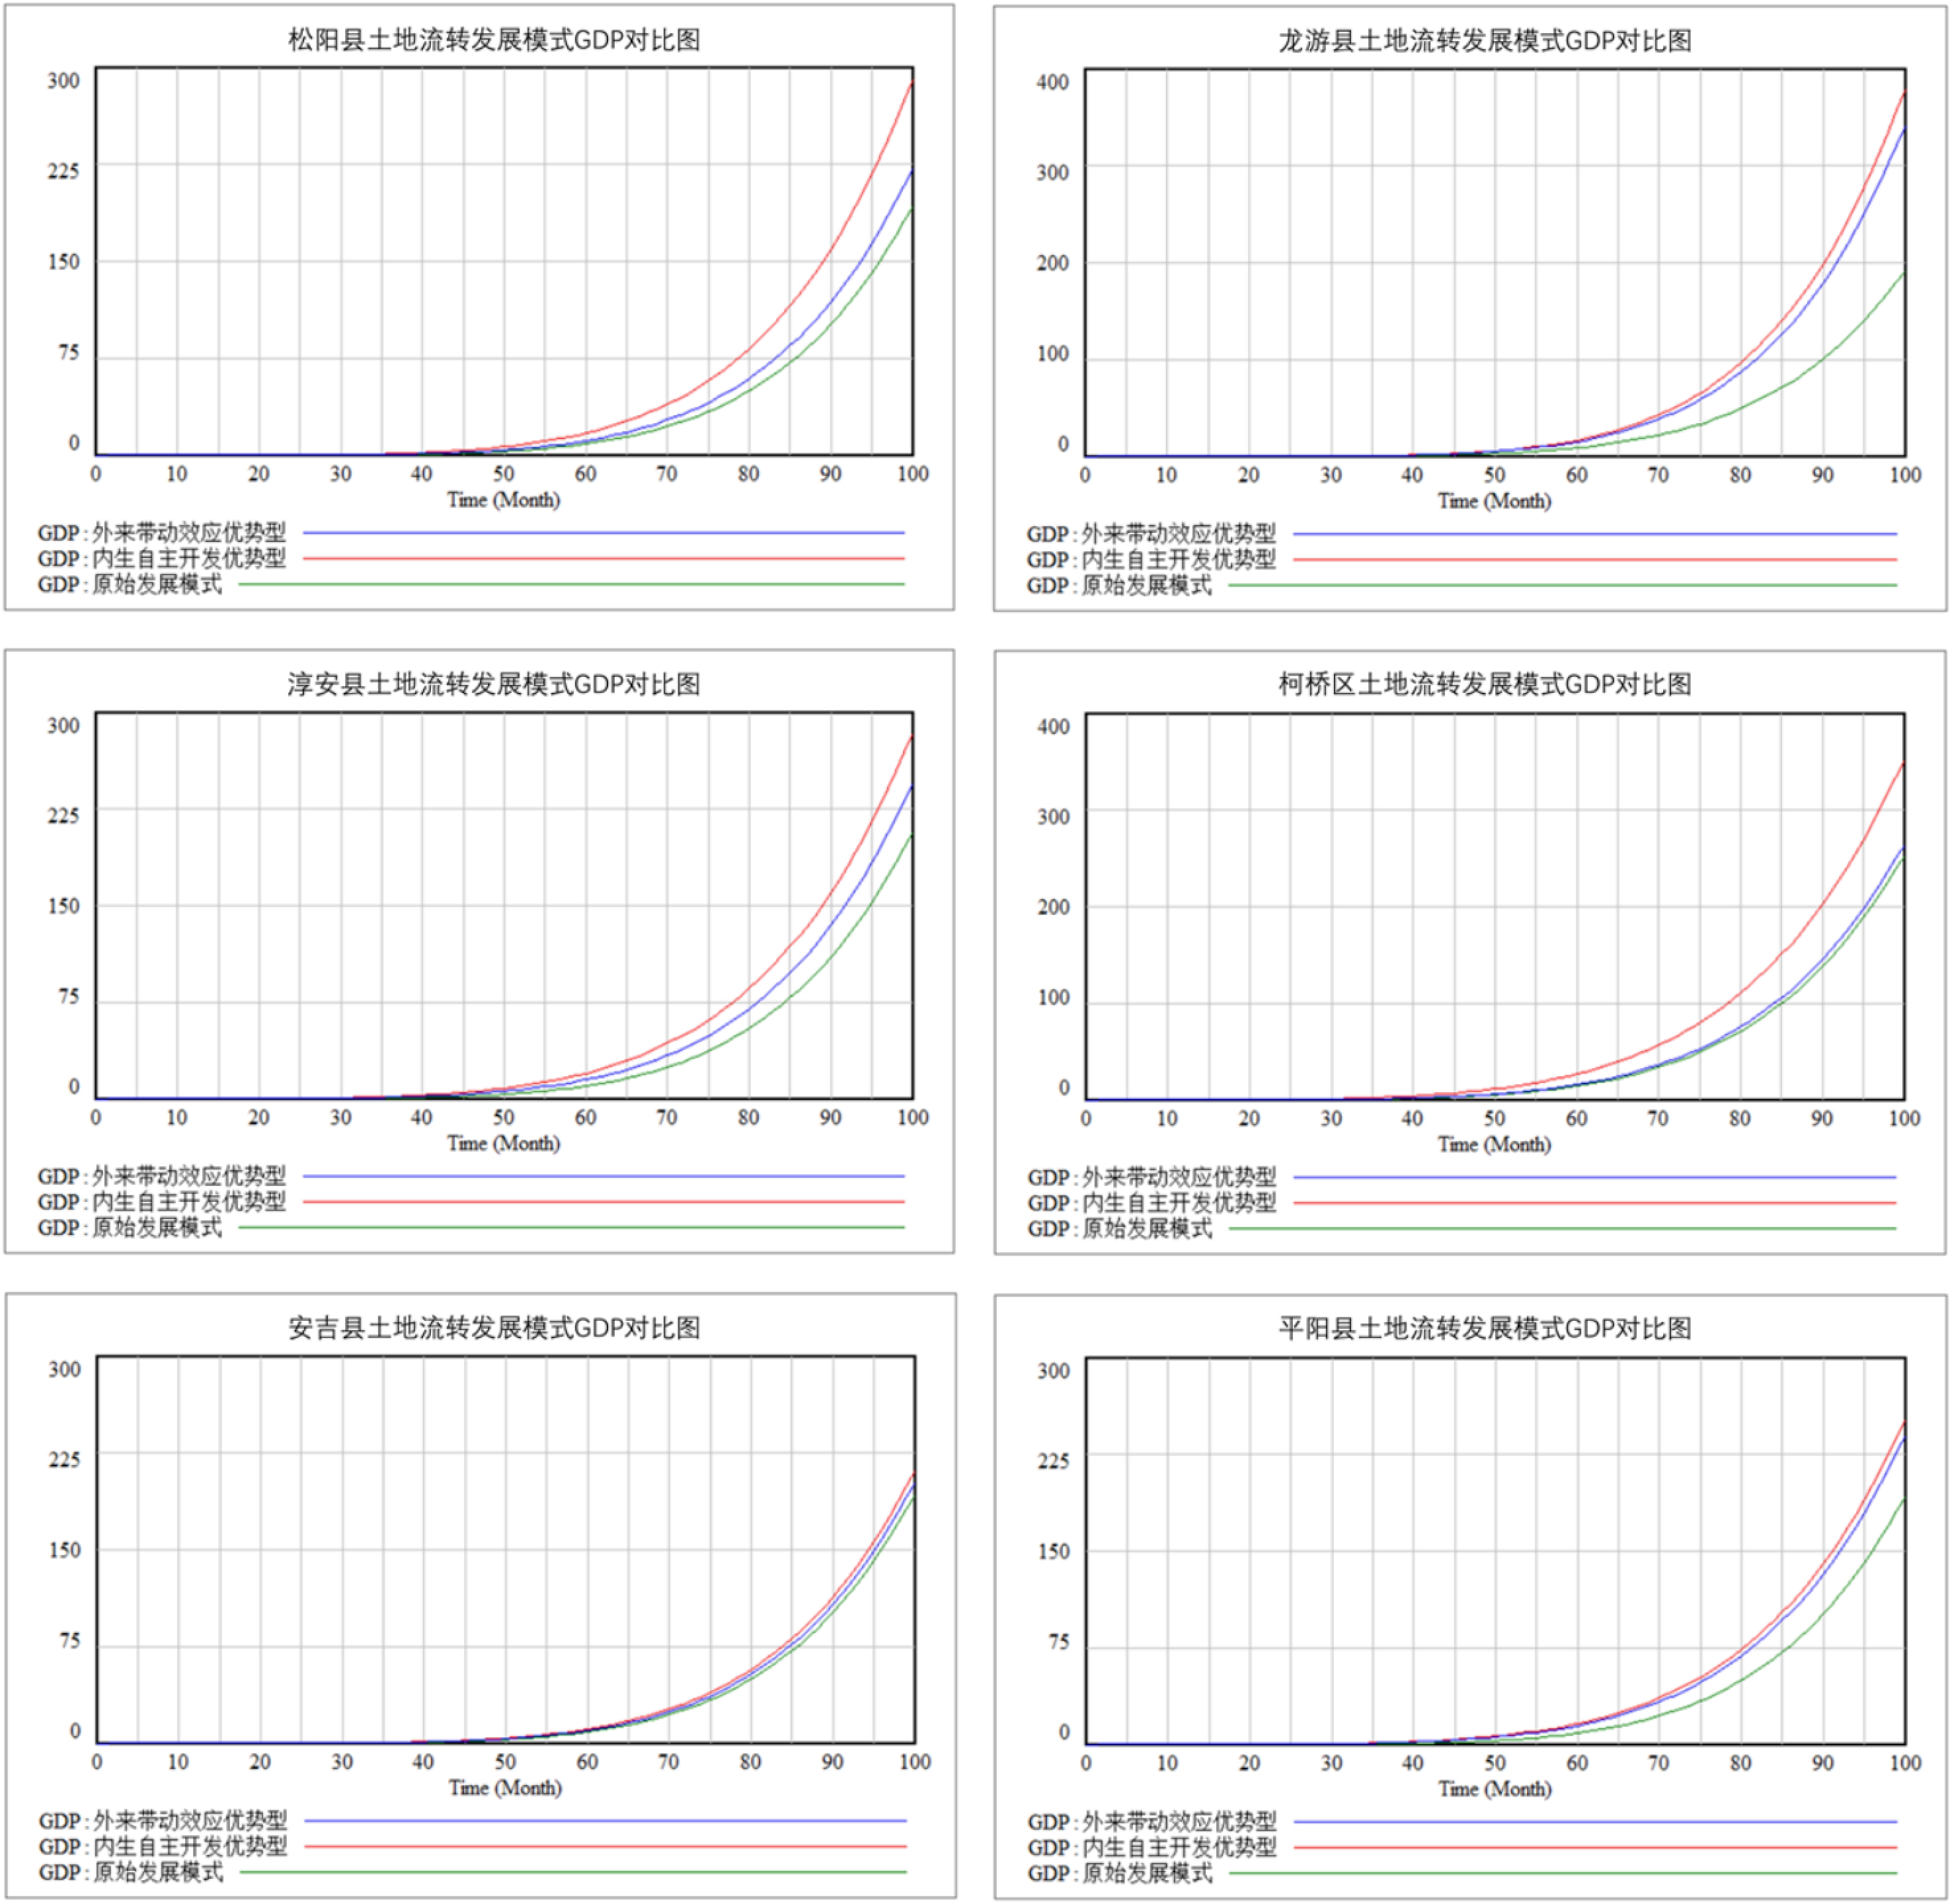 松阳县土地流转发展模式GDP对比图
300
225
150
75
0
0 10 20 30 40 50 60 70 80 90 100
Time (Month)
GDP : 外来带动效应优势型
GDP : 内生自主开发优势型
GDP : 原始发展模式
龙游县土地流转发展模式GDP对比图
400
300
200
100
0
0 10 20 30 40 50 60 70 80 90 100
Time (Month)
GDP : 外来带动效应优势型
GDP : 内生自主开发优势型
GDP : 原始发展模式
淳安县土地流转发展模式GDP对比图
300
225
150
75
0
0 10 20 30 40 50 60 70 80 90 100
Time (Month)
GDP : 外来带动效应优势型
GDP : 内生自主开发优势型
GDP : 原始发展模式
柯桥区土地流转发展模式GDP对比图
400
300
200
100
0
0 10 20 30 40 50 60 70 80 90 100
Time (Month)
GDP : 外来带动效应优势型
GDP : 内生自主开发优势型
GDP : 原始发展模式
安吉县土地流转发展模式GDP对比图
300
225
150
75
0
0 10 20 30 40 50 60 70 80 90 100
Time (Month)
GDP : 外来带动效应优势型
GDP : 内生自主开发优势型
GDP : 原始发展模式
平阳县土地流转发展模式GDP对比图
300
225
150
75
0
0 10 20 30 40 50 60 70 80 90 100
Time (Month)
GDP : 外来带动效应优势型
GDP : 内生自主开发优势型
GDP : 原始发展模式